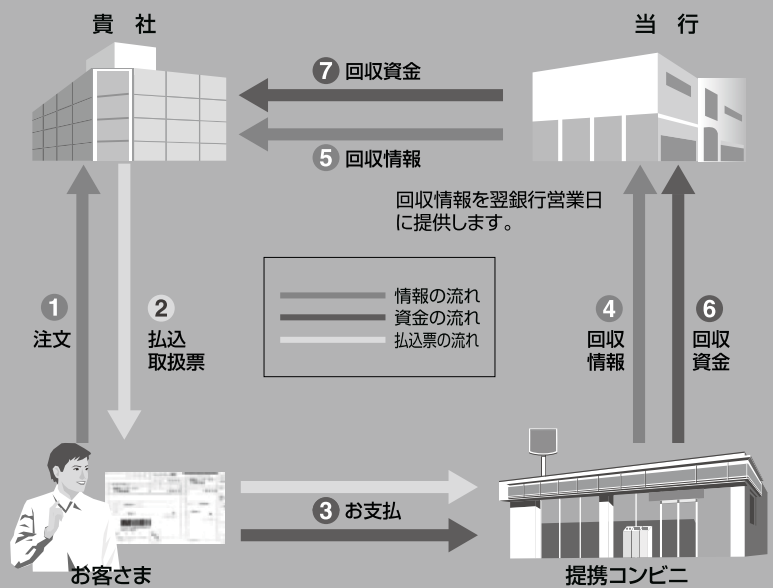 貴 社
当 行
7 回収資金
5 回収情報
回収情報を翌銀行営業日
に提供します。
1
注文
2
払込
取扱票
情報の流れ
資金の流れ
払込票の流れ
4
回収
情報
6
回収
資金
3 お支払
お客さま
提携コンビニ